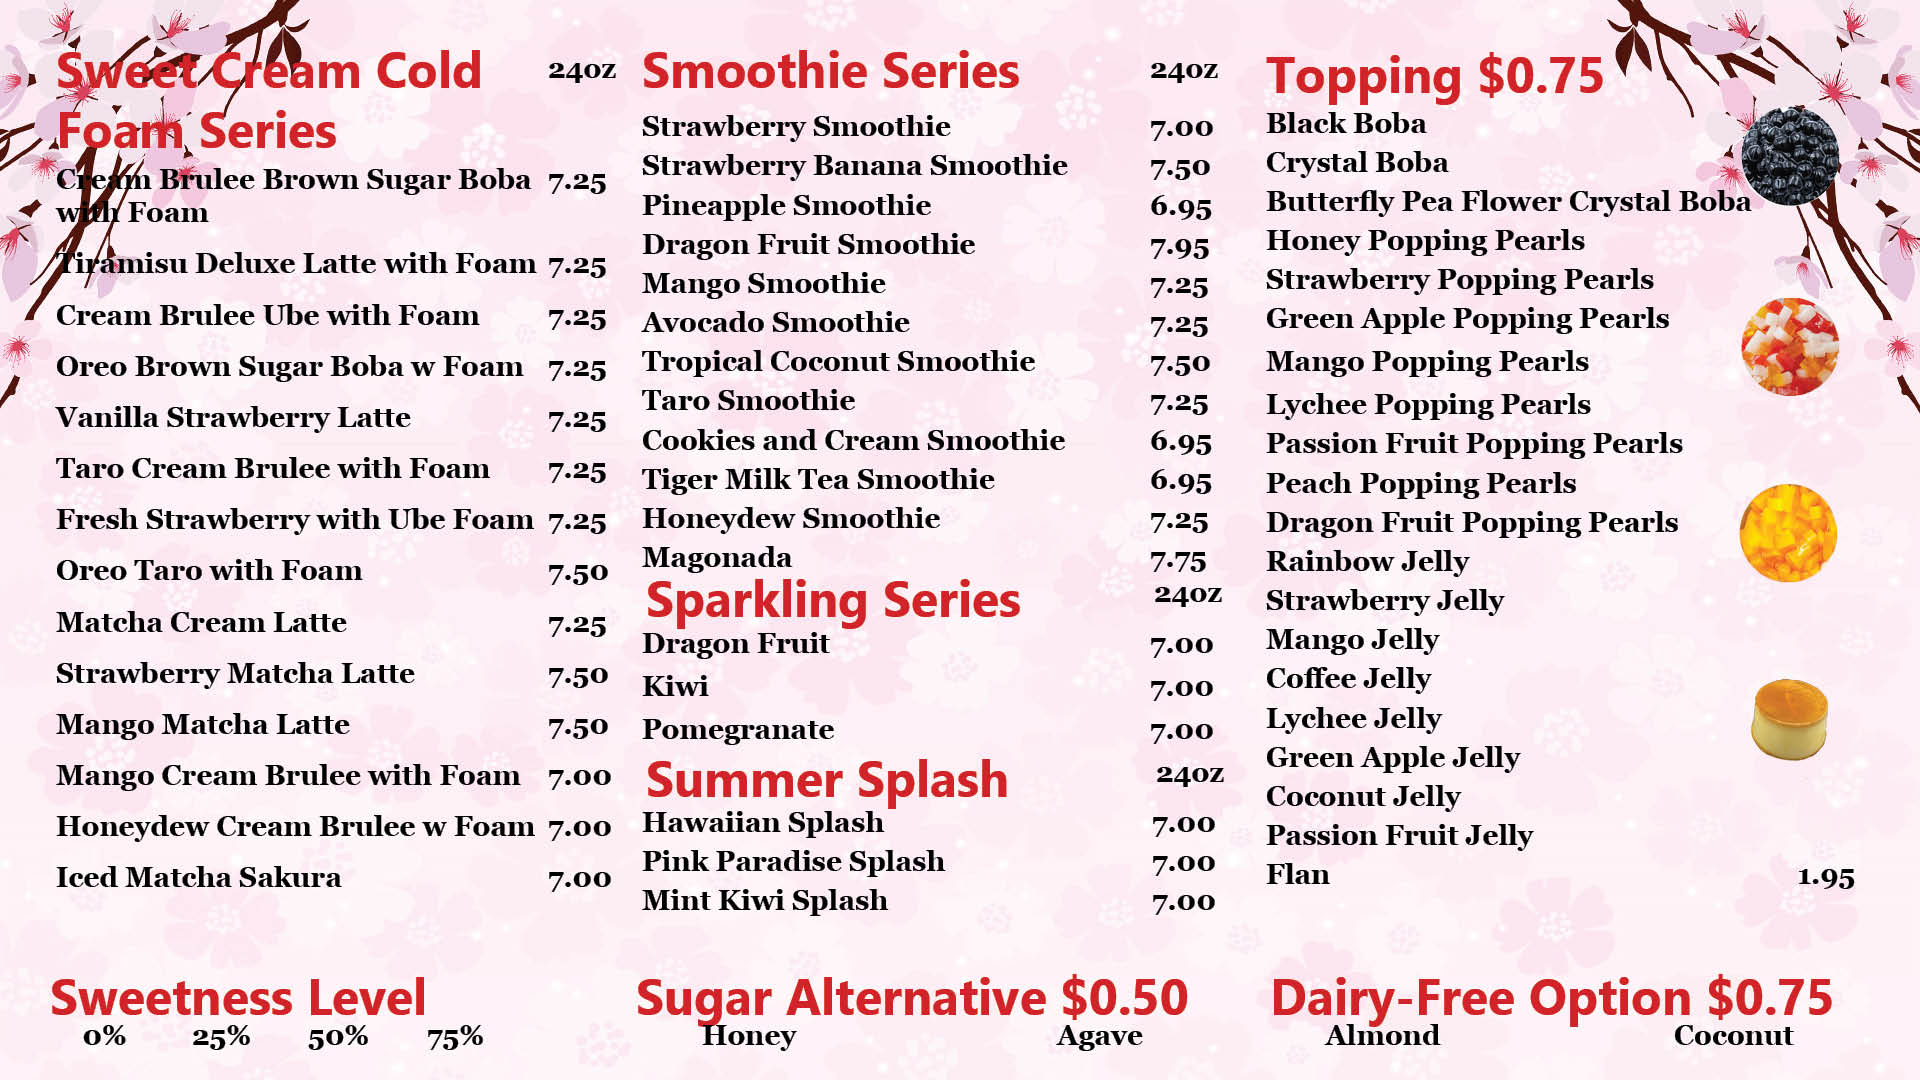 Sweet Cream Cold
Foam Series
24oz
Cream Brulee Brown Sugar Boba 7.25
with Foam
Tiramisu Deluxe Latte with Foam 7.25
Cream Brulee Ube with Foam 7.25
Oreo Brown Sugar Boba w Foam 7.25
Vanilla Strawberry Latte 7.25
Taro Cream Brulee with Foam 7.25
Fresh Strawberry with Ube Foam 7.25
Oreo Taro with Foam 7.50
Matcha Cream Latte 7.25
Strawberry Matcha Latte 7.50
Mango Matcha Latte 7.50
Mango Cream Brulee with Foam 7.00
Honeydew Cream Brulee w Foam 7.00
Iced Matcha Sakura 7.00
Smoothie Series 24oz
Strawberry Smoothie 7.00
Strawberry Banana Smoothie 7.50
Pineapple Smoothie 6.95
Dragon Fruit Smoothie 7.95
Mango Smoothie 7.25
Avocado Smoothie 7.25
Tropical Coconut Smoothie 7.50
Taro Smoothie 7.25
Cookies and Cream Smoothie 6.95
Tiger Milk Tea Smoothie 6.95
Honeydew Smoothie 7.25
Magonada 7.75
Sparkling Series 24oz
Dragon Fruit 7.00
Kiwi 7.00
Pomegranate 7.00
Summer Splash 24oz
Hawaiian Splash 7.00
Pink Paradise Splash 7.00
Mint Kiwi Splash 7.00
Topping $0.75
Black Boba
Crystal Boba
Butterfly Pea Flower Crystal Boba
Honey Popping Pearls
Strawberry Popping Pearls
Green Apple Popping Pearls
Mango Popping Pearls
Lychee Popping Pearls
Passion Fruit Popping Pearls
Peach Popping Pearls
Dragon Fruit Popping Pearls
Rainbow Jelly
Strawberry Jelly
Mango Jelly
Coffee Jelly
Lychee Jelly
Green Apple Jelly
Coconut Jelly
Passion Fruit Jelly
Flan 1.95
Sweetness Level
0% 25% 50% 75%
Sugar Alternative $0.50
Honey Agave
Dairy-Free Option $0.75
Almond Coconut